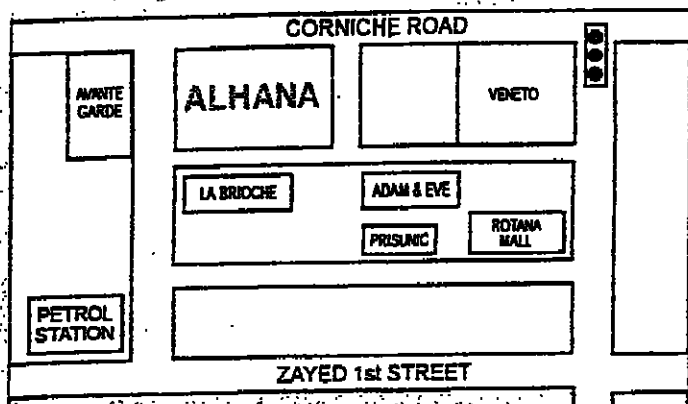 CORNICHE ROAD
AVANTE
GARDE
ALHANA
VENETO
LA BRIOCHE
ADAM & EVE
PRISUNIC
ROTANA
MALL
PETROL
STATION
ZAYED 1st STREET